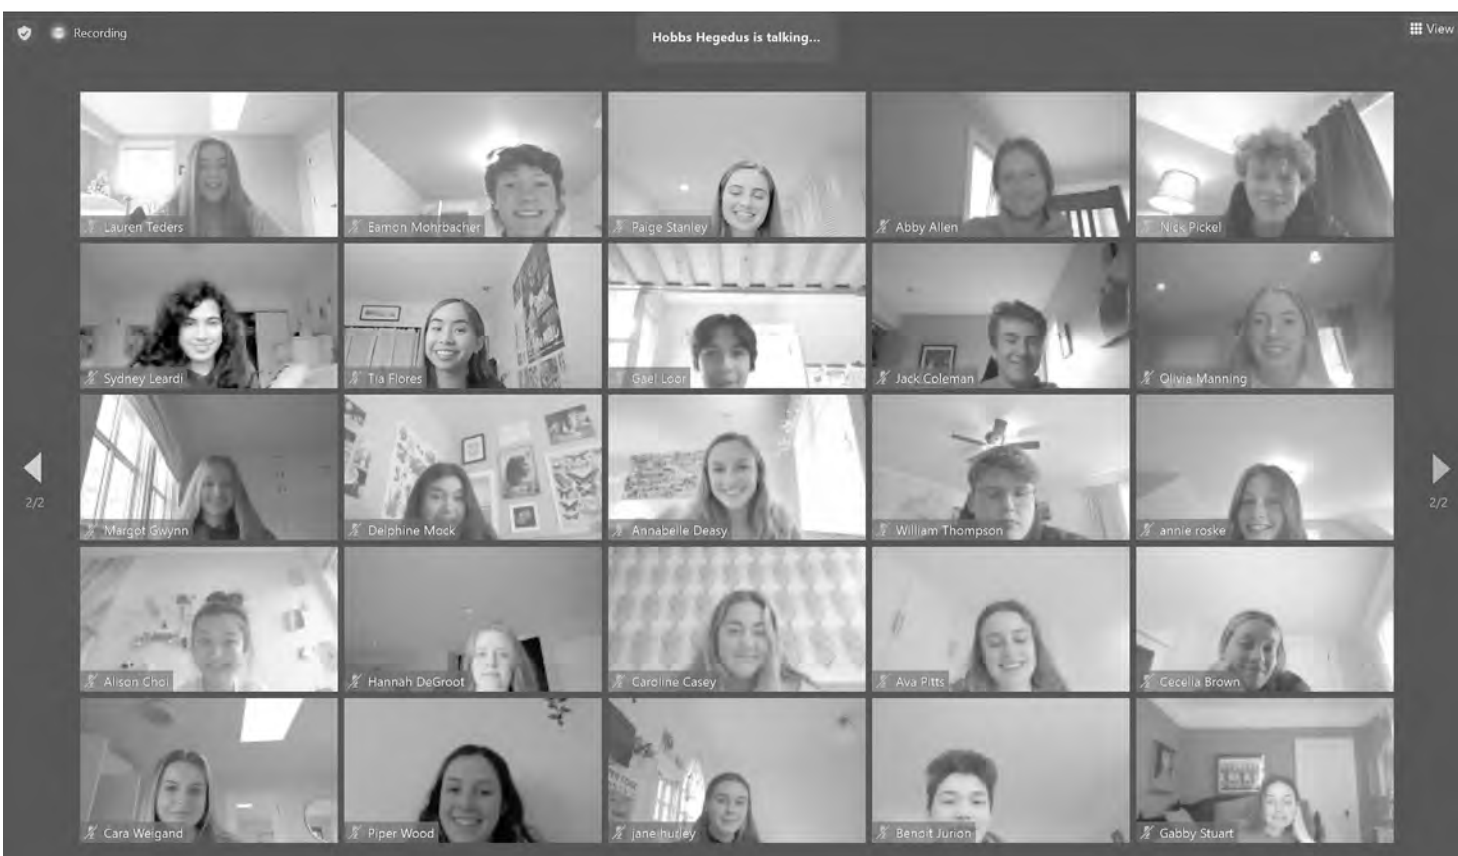 Recording
Hobbs Hegedus is talking...
View
Lauren Teders
Eamon Mohrbacher
Paige Stanley
Abby Allen
Nick Pickel
Sydney Leardi
Tia Flores
Gael Loor
Jack Coleman
Olivia Manning
2/2
2/2
Margot Gwynn
Delphine Mock
Annabelle Deasy
William Thompson
annie roske
Alison Choi
Hannah DeGroot
Caroline Casey
Ava Pitts
Cecelia Brown
Cara Weigand
Piper Wood
jane hurley
Benoit Jurion
Gabby Stuart